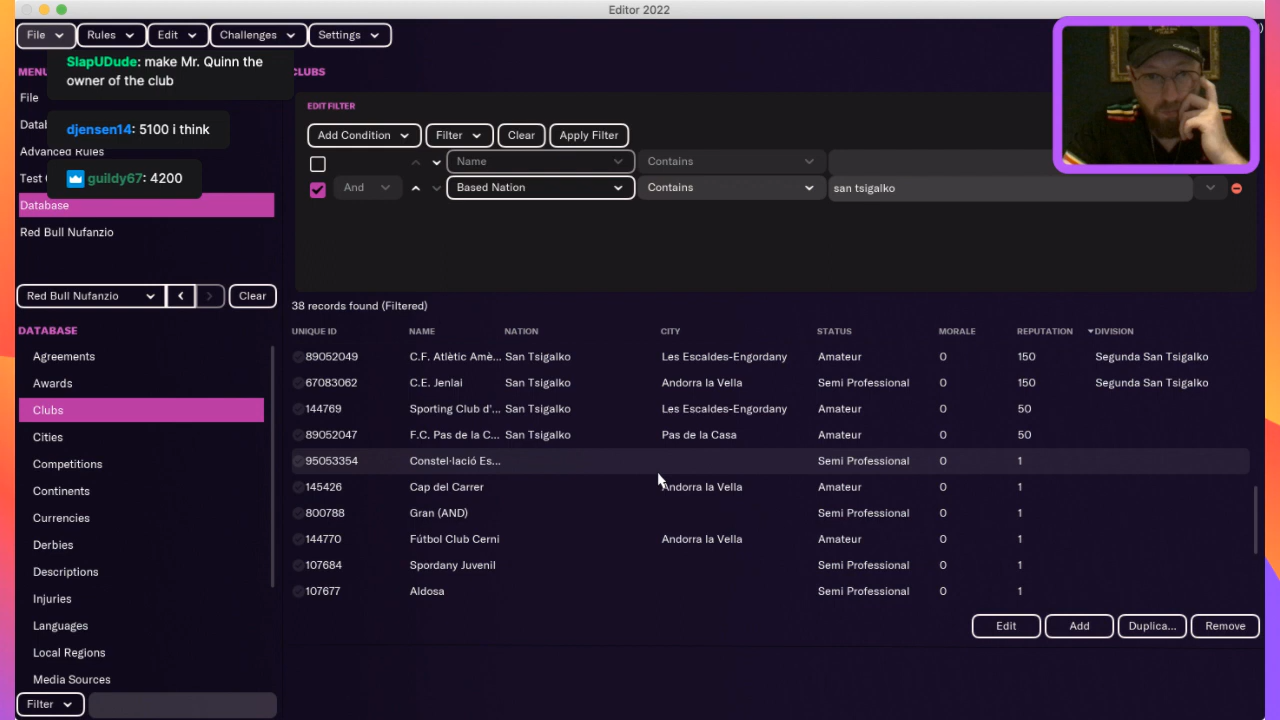 Editor 2022
File
Rules
Edit
Challenges
Settings
SlapUDude: make Mr. Quinn the
owner of the club
djensen14: 5100 i think
guildy67: 4200
MENU
File
Advanced Rules
Database
Red Bull Nufanzio
Red Bull Nufanzio
Clear
DATABASE
Agreements
Awards
Clubs
Cities
Competitions
Continents
Currencies
Derbies
Descriptions
Injuries
Languages
Local Regions
Media Sources
Filter
CLUBS
EDIT FILTER
Add Condition
Filter
Clear
Apply Filter
Name
Contains
And
Based Nation
Contains
san tsigalko
38 records found (Filtered)
UNIQUE ID NAME NATION CITY STATUS MORALE REPUTATION DIVISION
89052049 C.F. Atlètic Amè... San Tsigalko Les Escaldes-Engordany Amateur 0 150 Segunda San Tsigalko
67083062 C.E. Jenlai San Tsigalko Andorra la Vella Semi Professional 0 150 Segunda San Tsigalko
144769 Sporting Club d'... San Tsigalko Les Escaldes-Engordany Amateur 0 50
89052047 F.C. Pas de la C... San Tsigalko Pas de la Casa Amateur 0 50
95053354 Constel·lació Es... Semi Professional 0 1
145426 Cap del Carrer Andorra la Vella Amateur 0 1
800788 Gran (AND) Semi Professional 0 1
144770 Fútbol Club Cerni Andorra la Vella Amateur 0 1
107684 Spordany Juvenil Semi Professional 0 1
107677 Aldosa Semi Professional 0 1
Edit
Add
Duplica...
Remove